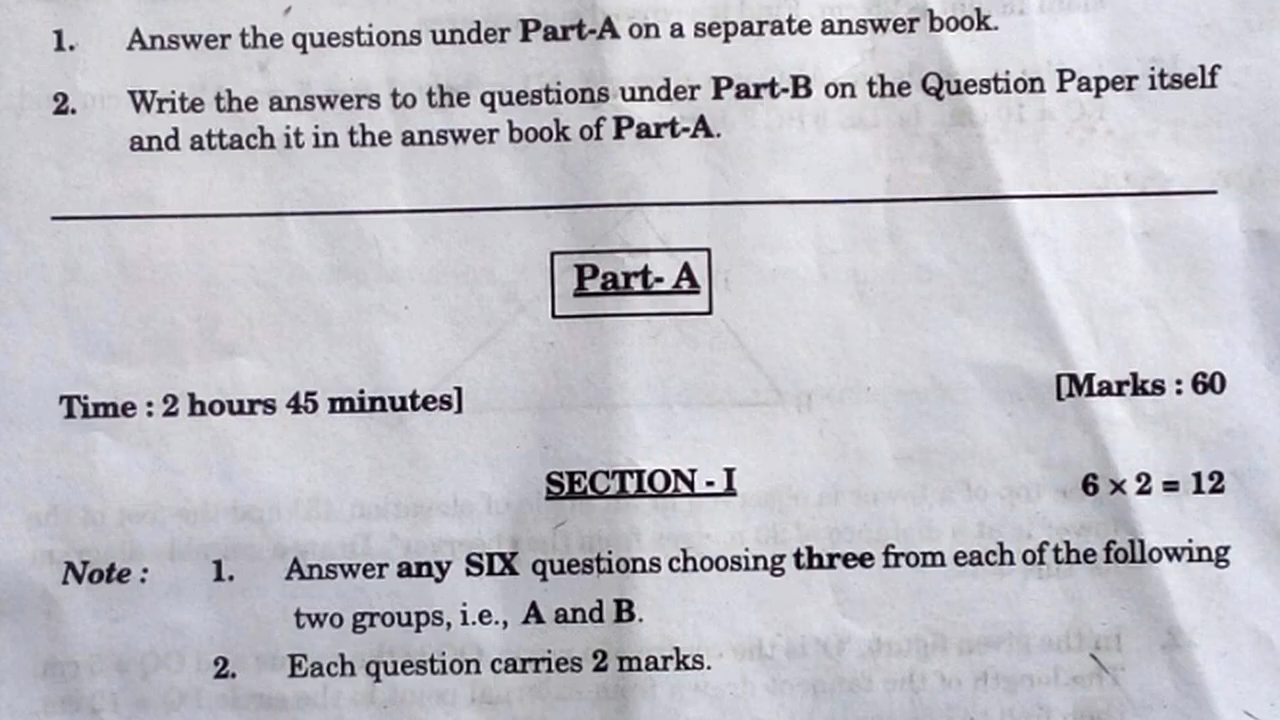 1. Answer the questions under Part-A on a separate answer book.
2. Write the answers to the questions under Part-B on the Question Paper itself
and attach it in the answer book of Part-A.
Part- A
Time : 2 hours 45 minutes] [Marks : 60
SECTION - I 6 × 2 = 12
Note : 1. Answer any SIX questions choosing three from each of the following
two groups, i.e., A and B.
2. Each question carries 2 marks.